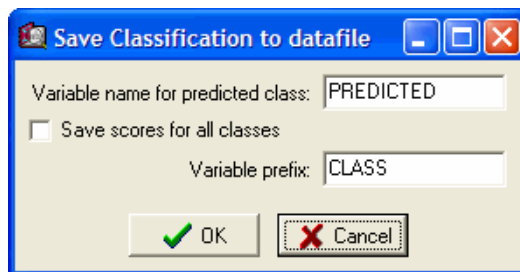 Save Classification to datafile
Variable name for predicted class: PREDICTED
Save scores for all classes
Variable prefix: CLASS
OK Cancel